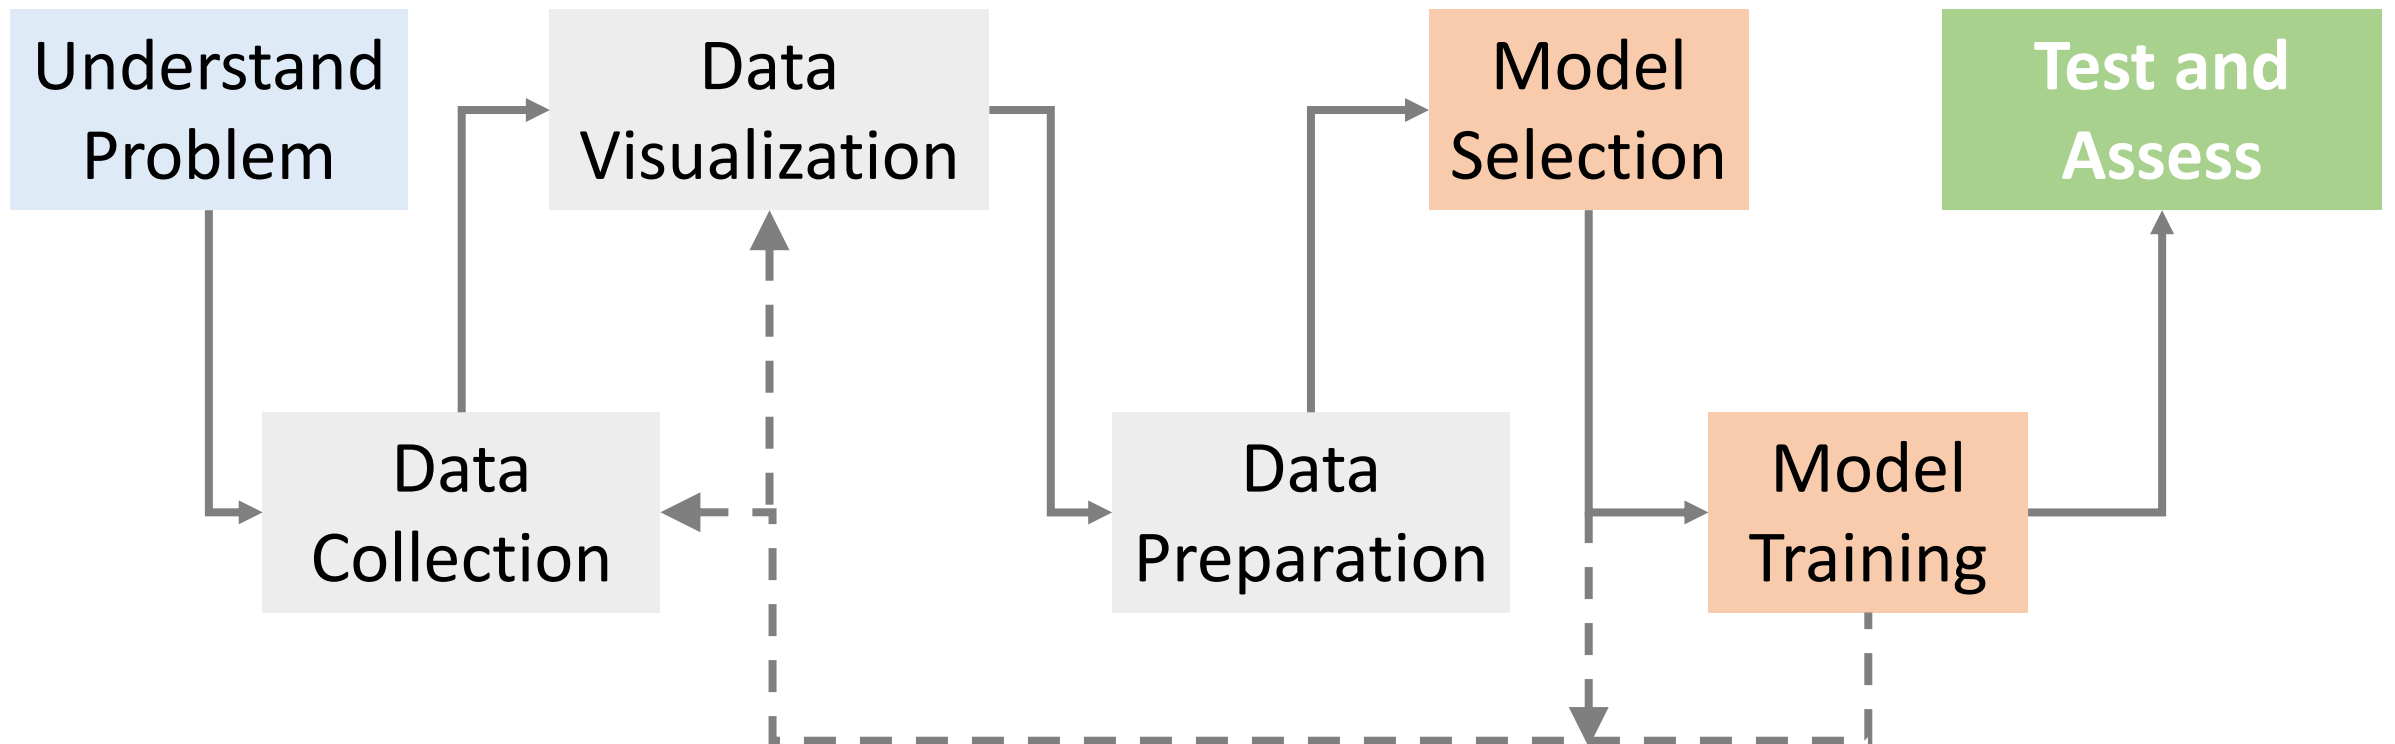 Understand
Problem
Data
Collection
Data
Visualization
Data
Preparation
Model
Selection
Model
Training
Test and
Assess